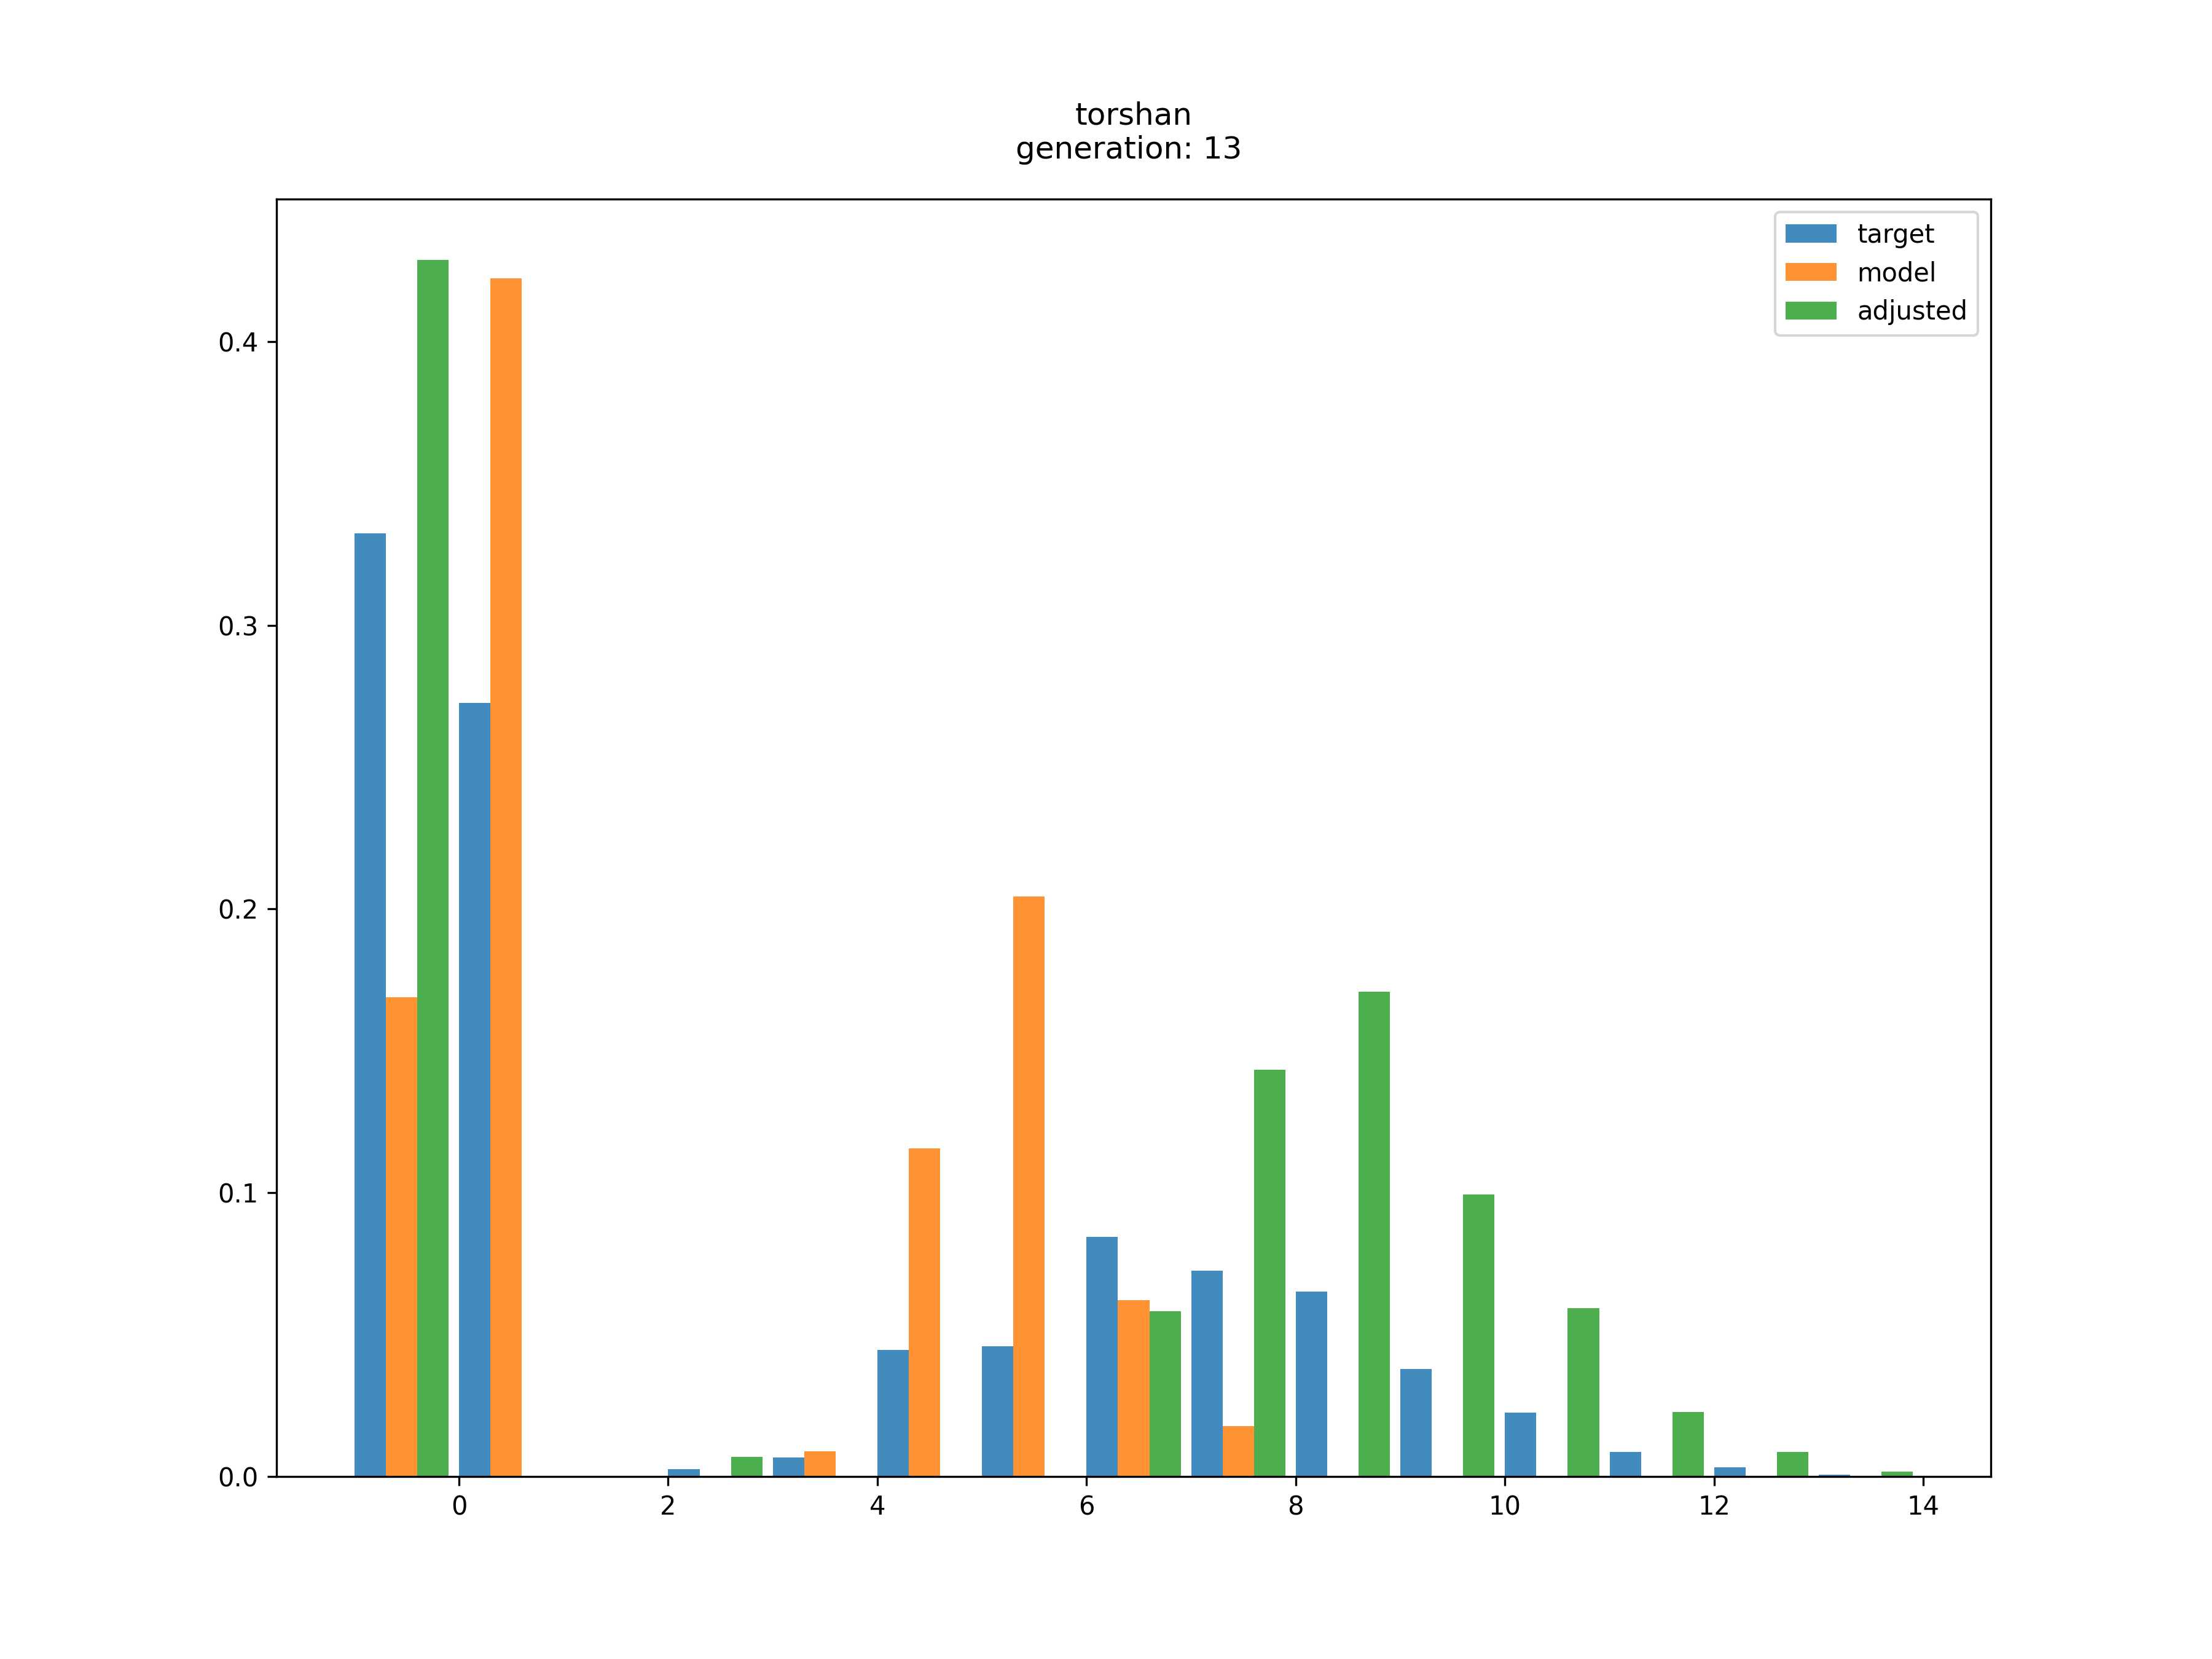 torshan
generation: 13
target
model
adjusted
0.4
0.3
0.2
0.1
0.0
0 2 4 6 8 10 12 14